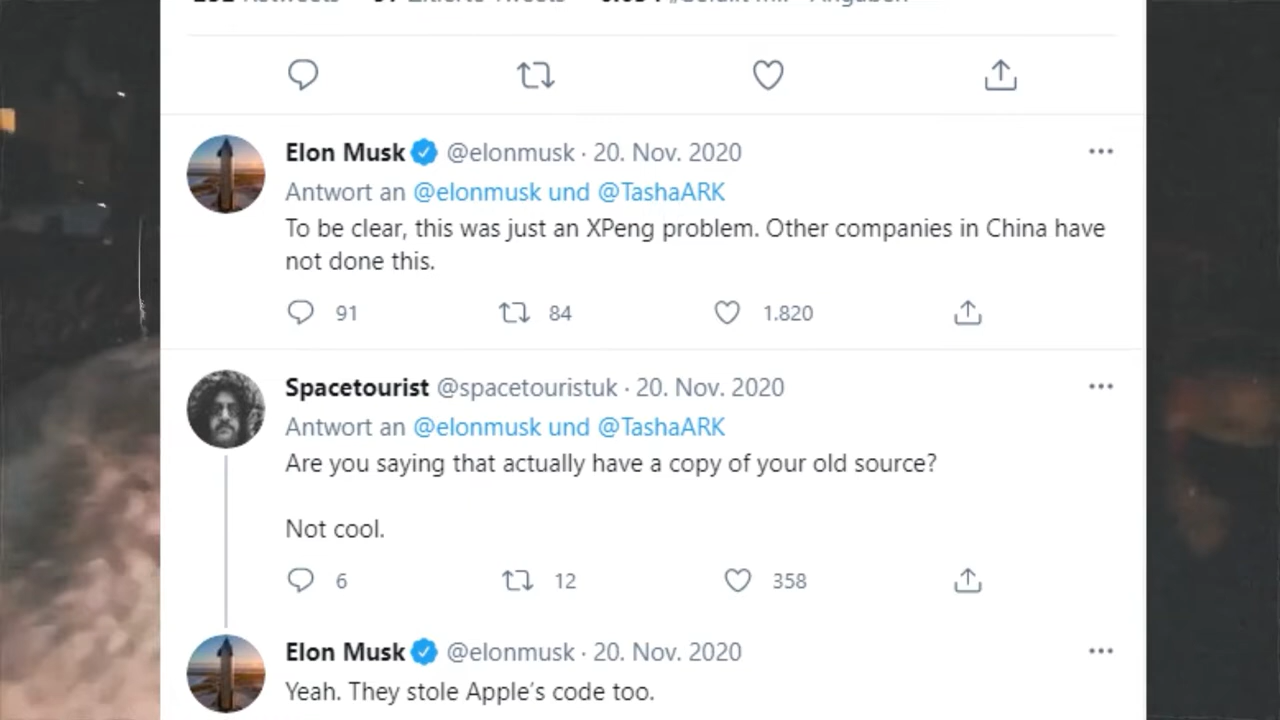 Elon Musk @elonmusk · 20. Nov. 2020
Antwort an @elonmusk und @TashaARK
To be clear, this was just an XPeng problem. Other companies in China have
not done this.
91 84 1.820
Spacetourist @spacetouristuk · 20. Nov. 2020
Antwort an @elonmusk und @TashaARK
Are you saying that actually have a copy of your old source?
Not cool.
6 12 358
Elon Musk @elonmusk · 20. Nov. 2020
Yeah. They stole Apple’s code too.